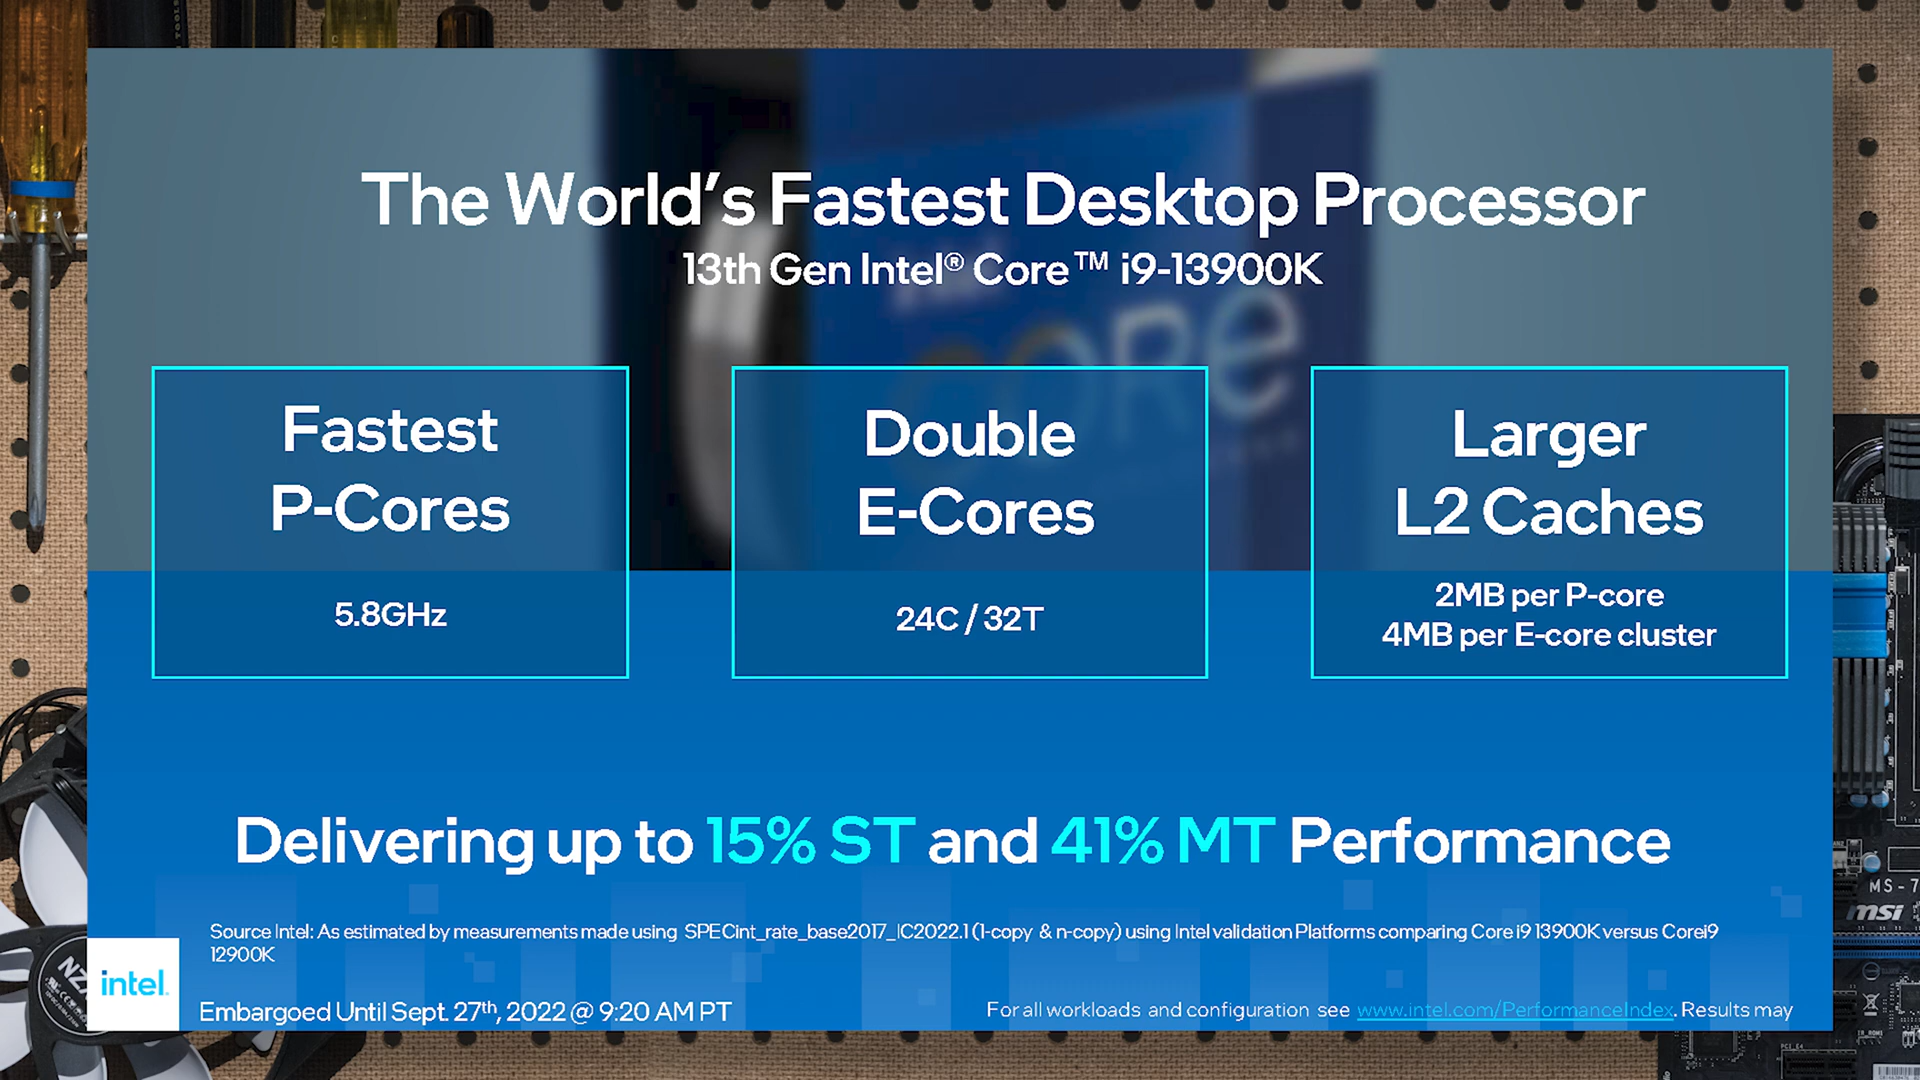 The World's Fastest Desktop Processor
13th Gen Intel® Core™ i9-13900K
CORE
Fastest
P-Cores
5.8GHz
Double
E-Cores
24C / 32T
Larger
L2 Caches
2MB per P-core
4MB per E-core cluster
Delivering up to 15% ST and 41% MT Performance
Source Intel: As estimated by measurements made using SPECint_rate_base2017_IC2022.1 (1-copy & n-copy) using Intel validation Platforms comparing Core i9 13900K versus Corei9
12900K
intel.
Embargoed Until Sept. 27th, 2022 @ 9:20 AM PT
For all workloads and configuration see www.intel.com/PerformanceIndex. Results may
NZ
MS-7
msi